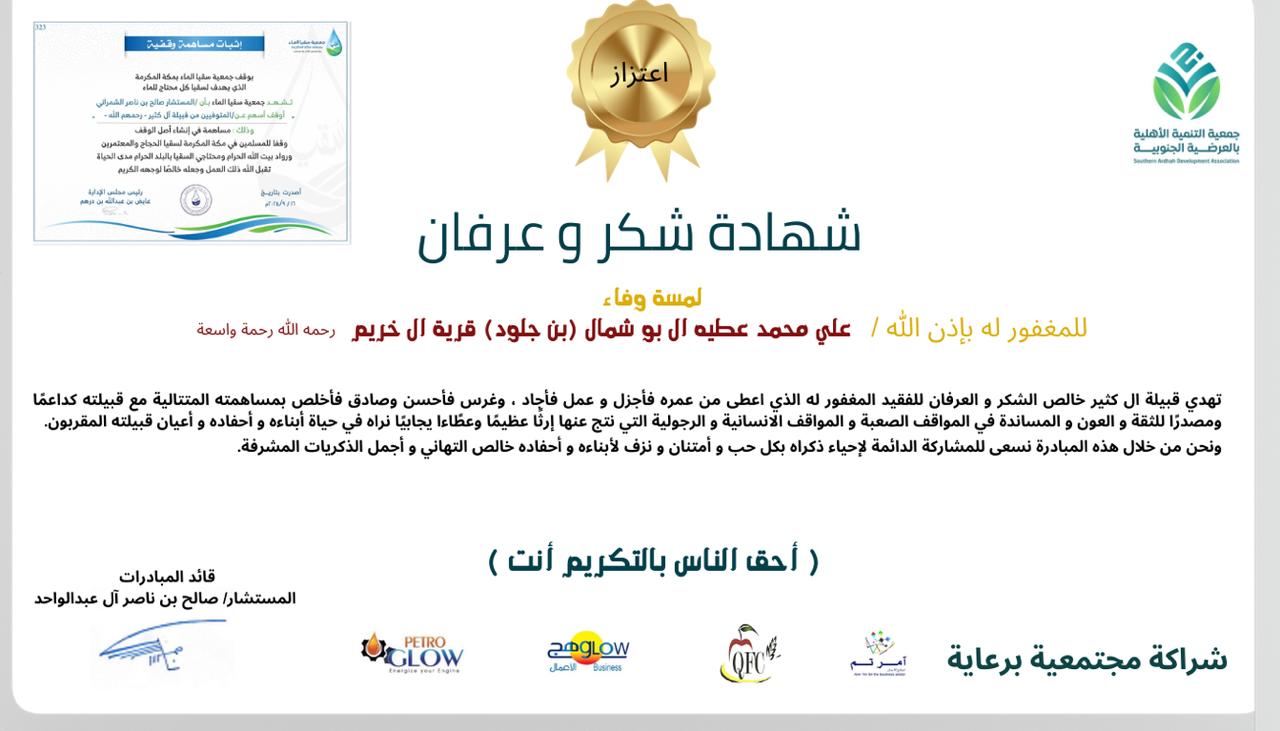 323
إثبات مساهمة وقفية
جمعية سقيا الماء
بوقف جمعية سقيا الماء بمكة المكرمة
الذي يهدف لسقيا كل محتاج للماء
تشهد جمعية سقيا الماء بأن /المستشار صالح بن ناصر الشمراني
أوقف أسهم عن/المتوفيين من قبيلة آل كثير - رحمهم الله -
وذلك : مساهمة في إنشاء أصل الوقف
وقفا للمسلمين في مكة المكرمة لسقيا الحجاج والمعتمرين
ورواد بيت الله الحرام ومحتاجي السقيا بالبلد الحرام مدى الحياة
تقبل الله ذلك العمل وجعله خالصًا لوجهه الكريم
أصدرت بتاريخ
رئيس مجلس الإدارة
عايض بن عبدالله بن درهم
اعتزاز
جمعية التنمية الأهلية
بالعرضية الجنوبية
Southern Ardhah Development Association
شهادة شكر و عرفان
لمسة وفاء
للمغفور له بإذن الله / علي محمد عطيه ال بو شمال (بن جلود) قرية ال خريم رحمه الله رحمة واسعة
تهدي قبيلة ال كثير خالص الشكر و العرفان للفقيد المغفور له الذي اعطى من عمره فأجزل و عمل فأجاد ، وغرس فأحسن وصادق فأخلص بمساهمته المتتالية مع قبيلته كداعمًا
ومصدرًا للثقة و العون و المساندة في المواقف الصعبة و المواقف الانسانية و الرجولية التي نتج عنها إرثًا عظيمًا وعطًاءا يجابيًا نراه في حياة أبناءه و أحفاده و أعيان قبيلته المقربون.
ونحن من خلال هذه المبادرة نسعى للمشاركة الدائمة لإحياء ذكراه بكل حب و أمتنان و نزف لأبناءه و أحفاده خالص التهاني و أجمل الذكريات المشرفة.
( أحق الناس بالتكريم أنت )
قائد المبادرات
المستشار/ صالح بن ناصر آل عبدالواحد
شراكة مجتمعية برعاية
آمر تم
QFC
هج GLOW
الأعمال Business
PETRO
GLOW
Energize your Engine